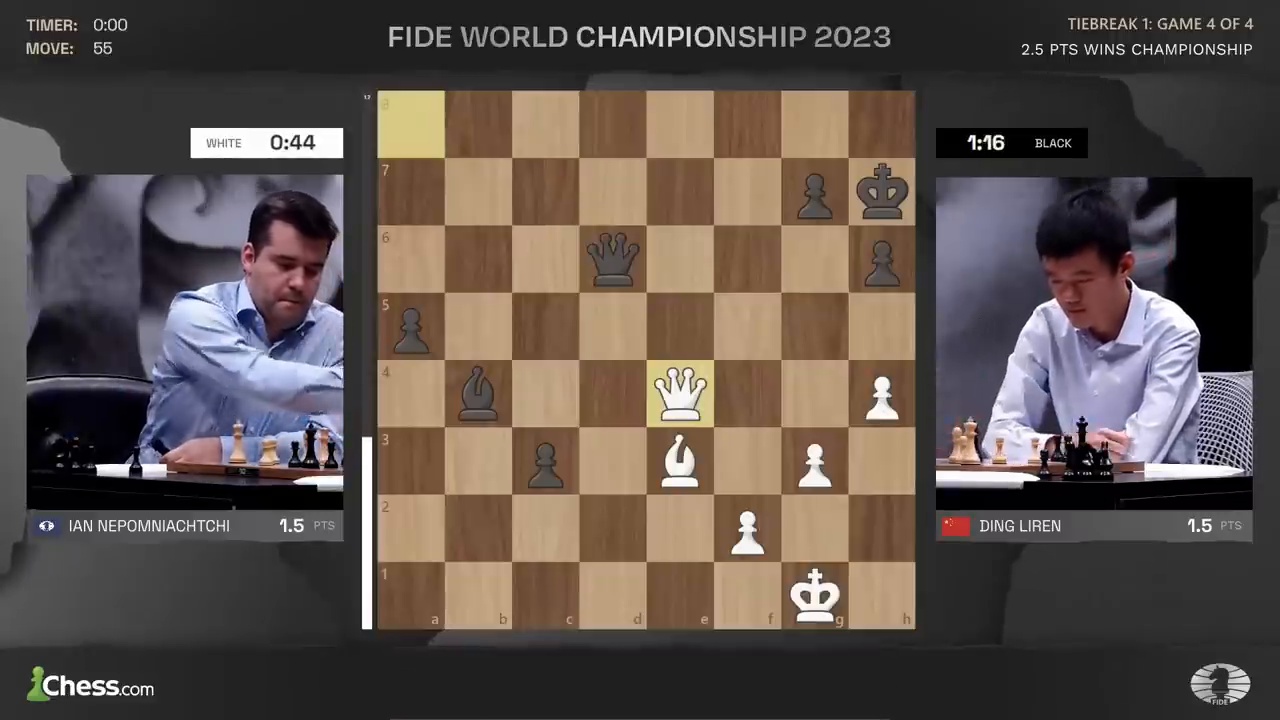 TIMER: 0:00
MOVE: 55
FIDE WORLD CHAMPIONSHIP 2023
TIEBREAK 1: GAME 4 OF 4
2.5 PTS WINS CHAMPIONSHIP
WHITE 0:44
1:16 BLACK
8
7
6
5
4
3
2
1
a b c d e f g h
IAN NEPOMNIACHTCHI 1.5 PTS
DING LIREN 1.5 PTS
Chess.com
FIDE